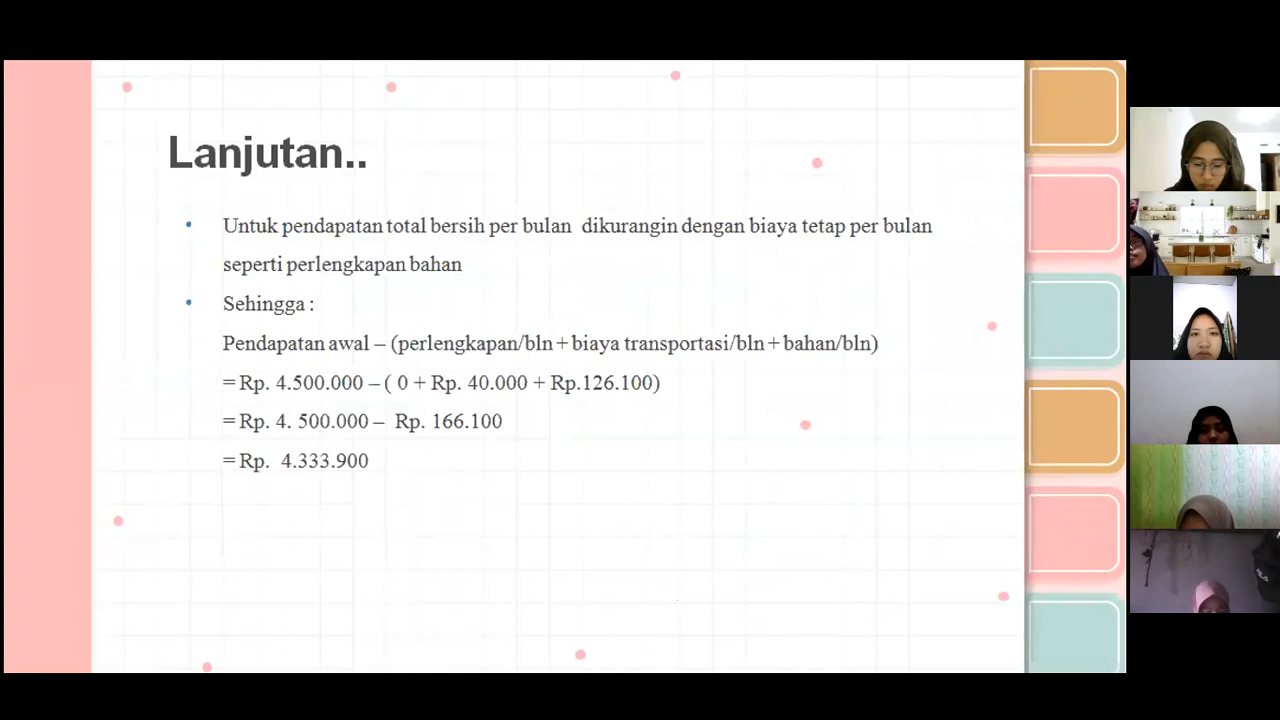 Lanjutan..
• Untuk pendapatan total bersih per bulan dikurangin dengan biaya tetap per bulan
seperti perlengkapan bahan
• Sehingga :
Pendapatan awal – (perlengkapan/bln + biaya transportasi/bln + bahan/bln)
= Rp. 4.500.000 – ( 0 + Rp. 40.000 + Rp.126.100)
= Rp. 4. 500.000 – Rp. 166.100
= Rp. 4.333.900